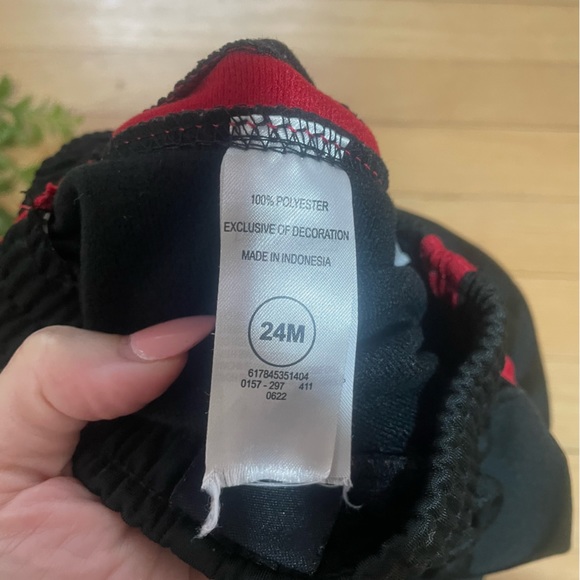 100% POLYESTER
EXCLUSIVE OF DECORATION
MADE IN INDONESIA
24M
617845351404
0157 - 297 411
0622